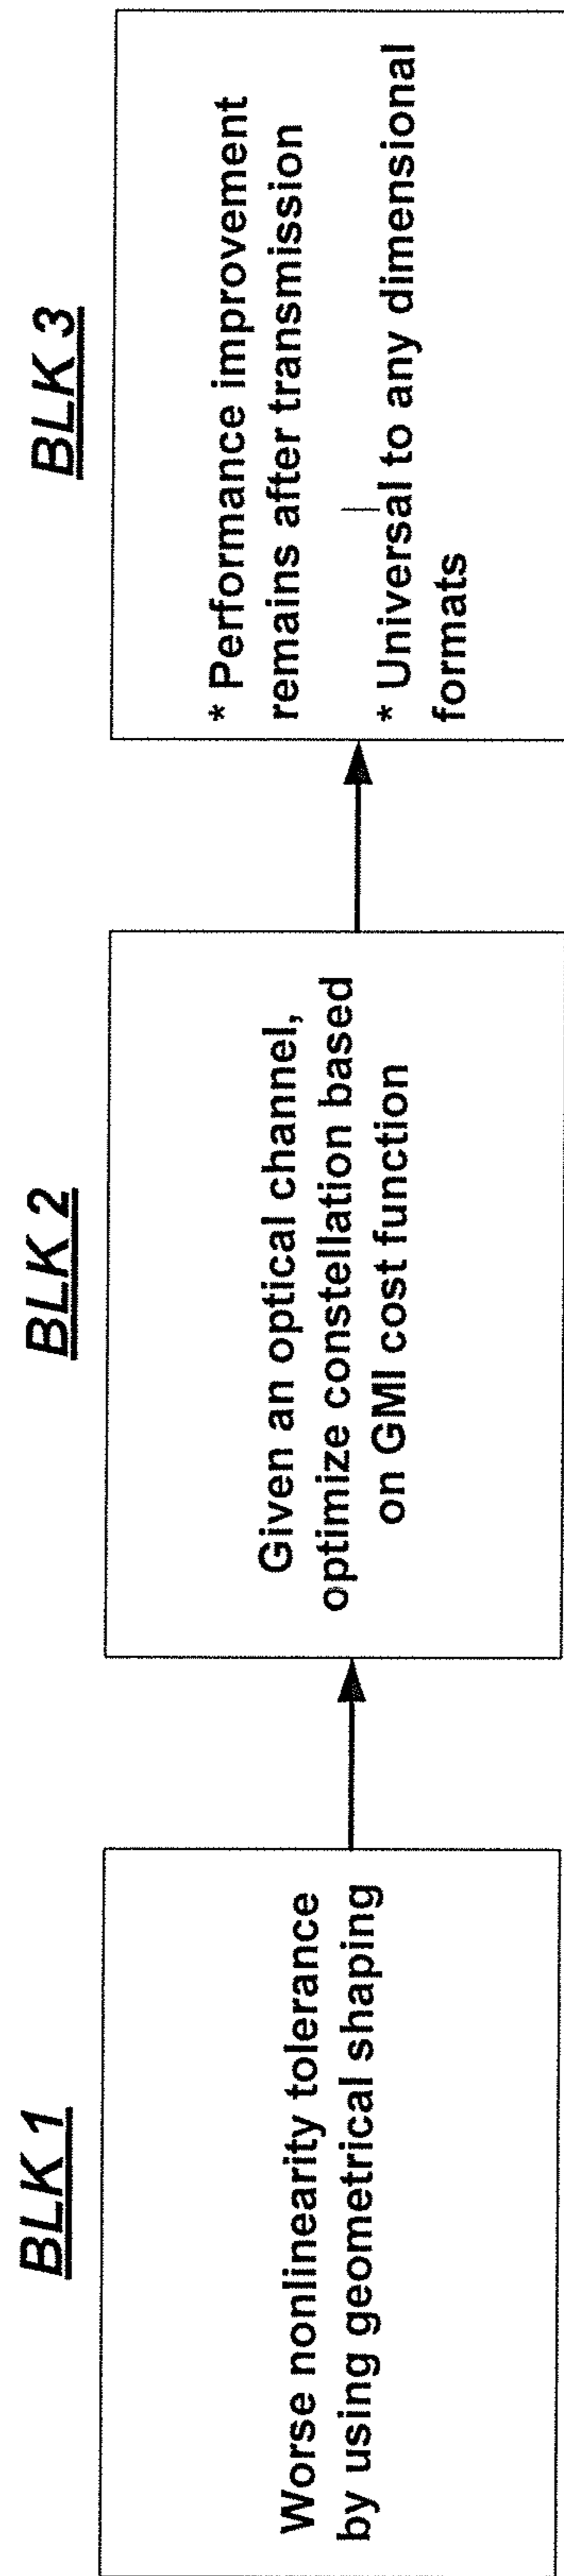 BLK 1
Worse nonlinearity tolerance
by using geometrical shaping
BLK 2
Given an optical channel,
optimize constellation based
on GMI cost function
BLK 3
* Performance improvement
remains after transmission
* Universal to any dimensional
formats